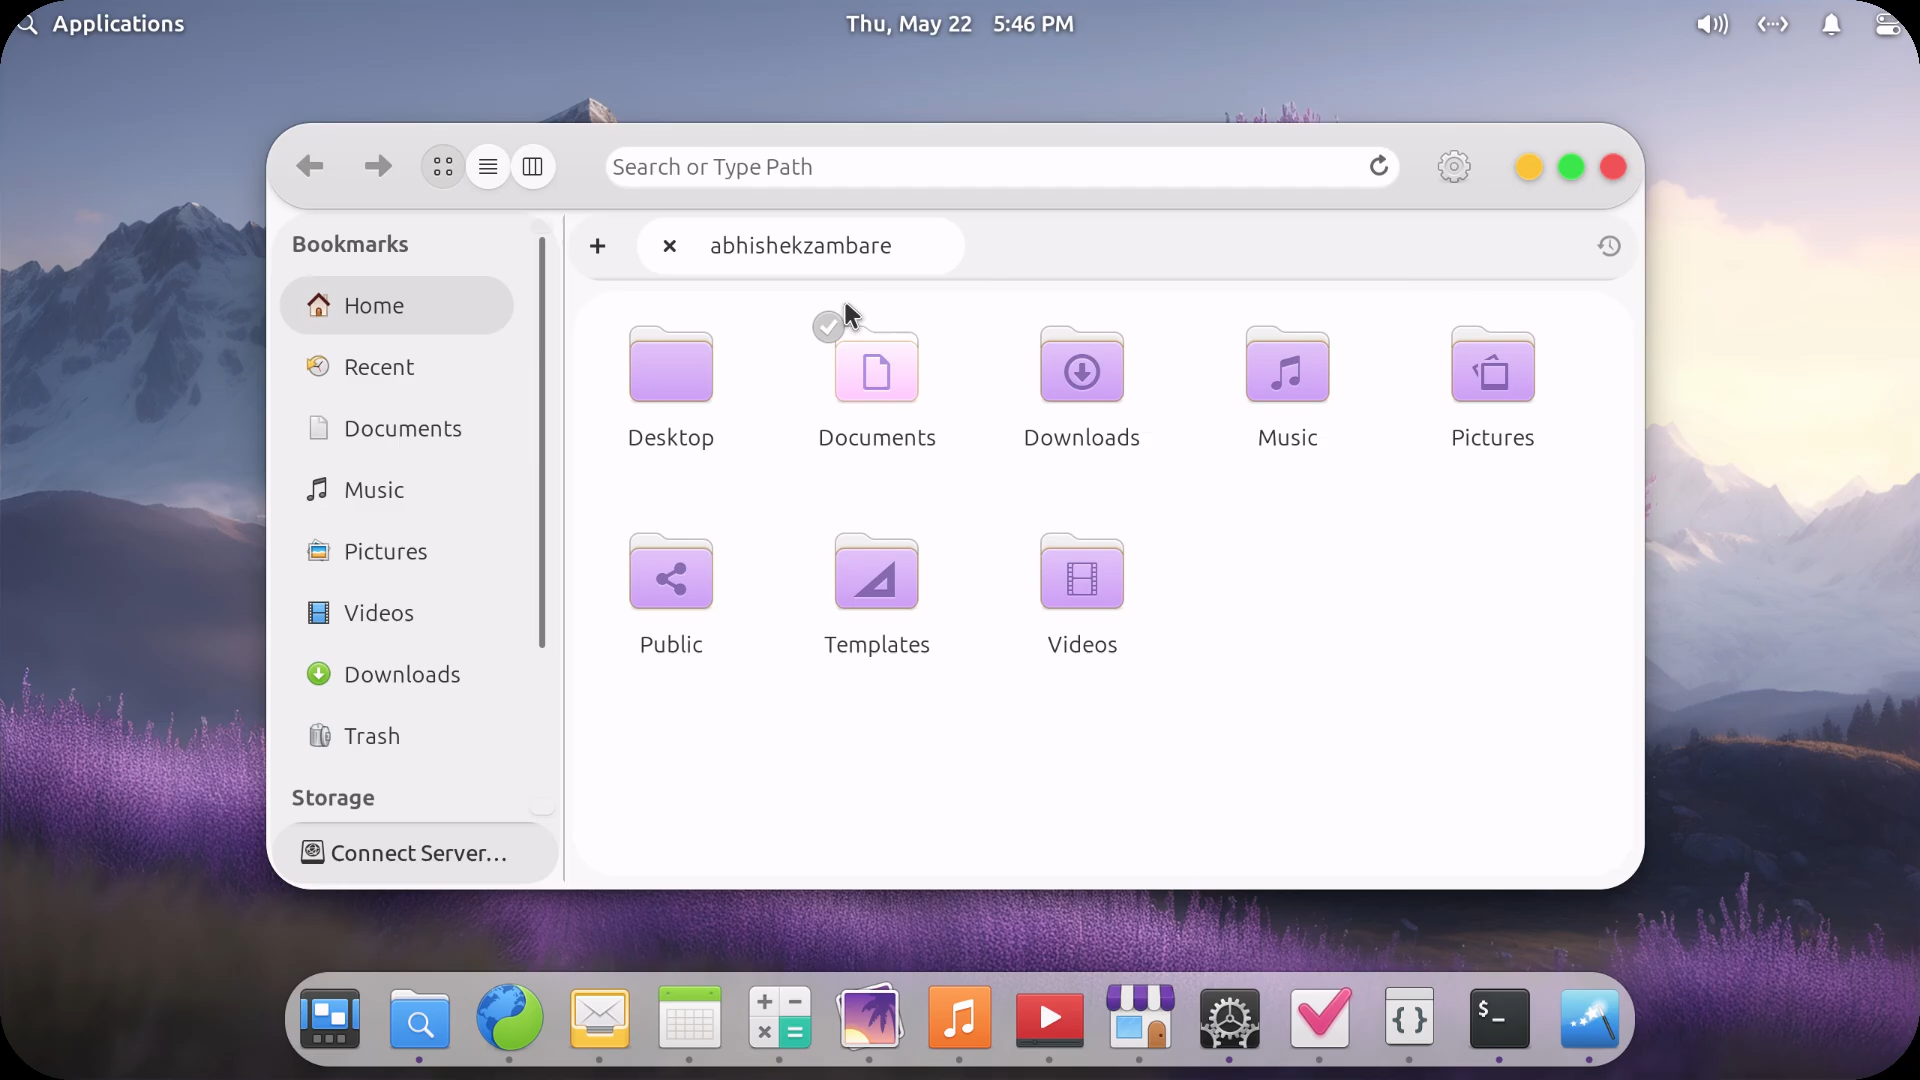 Applications
Thu, May 22 5:46 PM
Search or Type Path
Bookmarks
Home
Recent
Documents
Music
Pictures
Videos
Downloads
Trash
Storage
Connect Server…
abhishekzambare
Desktop
Documents
Downloads
Music
Pictures
Public
Templates
Videos